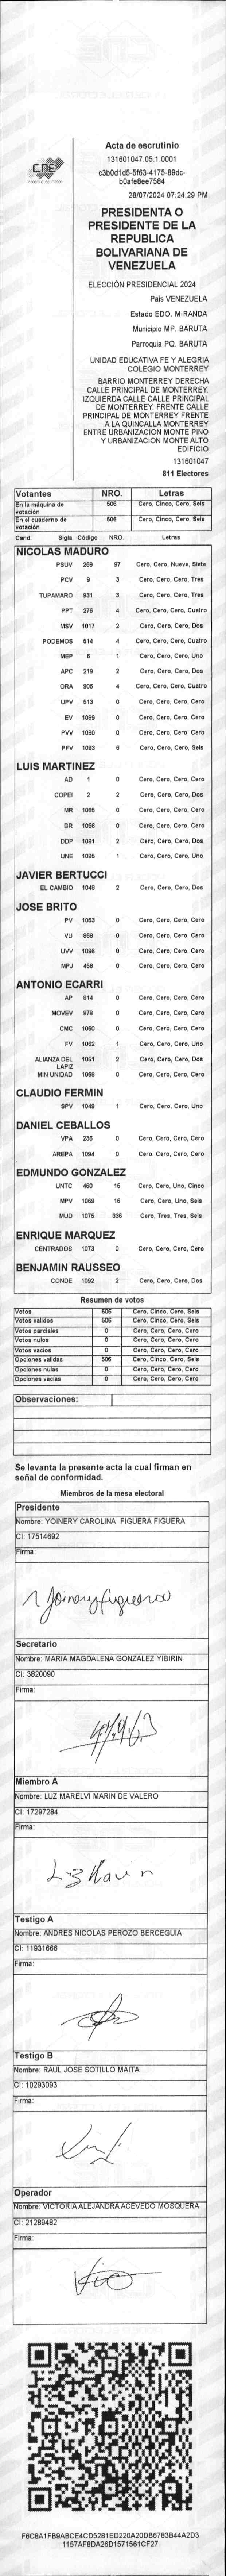 CNE
Acta de escrutinio
131601047.05.1.0001
c3b0d1d5-5f63-4175-89dc-
b0afe8ee7584
28/07/2024 07:24:29 PM
PRESIDENTA O
PRESIDENTE DE LA
REPUBLICA
BOLIVARIANA DE
VENEZUELA
ELECCIÓN PRESIDENCIAL 2024
País VENEZUELA
Estado EDO. MIRANDA
Municipio MP. BARUTA
Parroquia PQ. BARUTA
UNIDAD EDUCATIVA FE Y ALEGRIA
COLEGIO MONTERREY
BARRIO MONTERREY DERECHA
CALLE PRINCIPAL DE MONTERREY.
IZQUIERDA CALLE CALLE PRINCIPAL
DE MONTERREY. FRENTE CALLE
PRINCIPAL DE MONTERREY FRENTE
A LA QUINCALLA MONTERREY
ENTRE URBANIZACION MONTE PINO
Y URBANIZACION MONTE ALTO
EDIFICIO
131601047
811 Electores
Votantes NRO. Letras
En la máquina de votación 506 Cero, Cinco, Cero, Seis
En el cuaderno de votación 506 Cero, Cinco, Cero, Seis
Cand. Sigla Código NRO. Letras
NICOLAS MADURO
PSUV 269 97 Cero, Cero, Nueve, Siete
PCV 9 3 Cero, Cero, Cero, Tres
TUPAMARO 931 3 Cero, Cero, Cero, Tres
PPT 276 4 Cero, Cero, Cero, Cuatro
MSV 1017 2 Cero, Cero, Cero, Dos
PODEMOS 514 4 Cero, Cero, Cero, Cuatro
MEP 6 1 Cero, Cero, Cero, Uno
APC 219 2 Cero, Cero, Cero, Dos
ORA 906 4 Cero, Cero, Cero, Cuatro
UPV 513 0 Cero, Cero, Cero, Cero
EV 1089 0 Cero, Cero, Cero, Cero
PVV 1090 0 Cero, Cero, Cero, Cero
PFV 1093 6 Cero, Cero, Cero, Seis
LUIS MARTINEZ
AD 1 0 Cero, Cero, Cero, Cero
COPEI 2 2 Cero, Cero, Cero, Dos
MR 1065 0 Cero, Cero, Cero, Cero
BR 1066 0 Cero, Cero, Cero, Cero
DDP 1091 2 Cero, Cero, Cero, Dos
UNE 1095 1 Cero, Cero, Cero, Uno
JAVIER BERTUCCI
EL CAMBIO 1048 2 Cero, Cero, Cero, Dos
JOSE BRITO
PV 1053 0 Cero, Cero, Cero, Cero
VU 868 0 Cero, Cero, Cero, Cero
UVV 1096 0 Cero, Cero, Cero, Cero
MPJ 458 0 Cero, Cero, Cero, Cero
ANTONIO ECARRI
AP 814 0 Cero, Cero, Cero, Cero
MOVEV 978 0 Cero, Cero, Cero, Cero
CMC 1050 0 Cero, Cero, Cero, Cero
FV 1062 1 Cero, Cero, Cero, Uno
ALIANZA DEL LAPIZ 1051 2 Cero, Cero, Cero, Dos
MIN UNIDAD 1068 0 Cero, Cero, Cero, Cero
CLAUDIO FERMIN
SPV 1049 1 Cero, Cero, Cero, Uno
DANIEL CEBALLOS
VPA 236 0 Cero, Cero, Cero, Cero
AREPA 1094 0 Cero, Cero, Cero, Cero
EDMUNDO GONZALEZ
UNTC 460 15 Cero, Cero, Uno, Cinco
MPV 1069 16 Cero, Cero, Uno, Seis
MUD 1075 336 Cero, Tres, Tres, Seis
ENRIQUE MARQUEZ
CENTRADOS 1073 0 Cero, Cero, Cero, Cero
BENJAMIN RAUSSEO
CONDE 1092 2 Cero, Cero, Cero, Dos
Resumen de votos
Votos 506 Cero, Cinco, Cero, Seis
Votos válidos 506 Cero, Cinco, Cero, Seis
Votos parciales 0 Cero, Cero, Cero, Cero
Votos nulos 0 Cero, Cero, Cero, Cero
Votos vacíos 0 Cero, Cero, Cero, Cero
Opciones validas 506 Cero, Cinco, Cero, Seis
Opciones nulas 0 Cero, Cero, Cero, Cero
Opciones vacias 0 Cero, Cero, Cero, Cero
Observaciones:
Se levanta la presente acta la cual firman en
señal de conformidad.
Miembros de la mesa electoral
Presidente
Nombre: YOINERY CAROLINA FIGUERA FIGUERA
CI: 17514692
Firma:
Secretario
Nombre: MARIA MAGDALENA GONZALEZ YIBIRIN
CI: 3820090
Firma:
Miembro A
Nombre: LUZ MARELVI MARIN DE VALERO
CI: 17297284
Firma:
Testigo A
Nombre: ANDRES NICOLAS PEROZO BERCEGUIA
CI: 11931666
Firma:
Testigo B
Nombre: RAUL JOSE SOTILLO MAITA
CI: 10293093
Firma:
Operador
Nombre: VICTORIA ALEJANDRA ACEVEDO MOSQUERA
CI: 21289482
Firma:
F6C8A1FB9ABCE4CD5281ED220A20DB6783B44A2D3
1157AF8DA26D1571561CF27